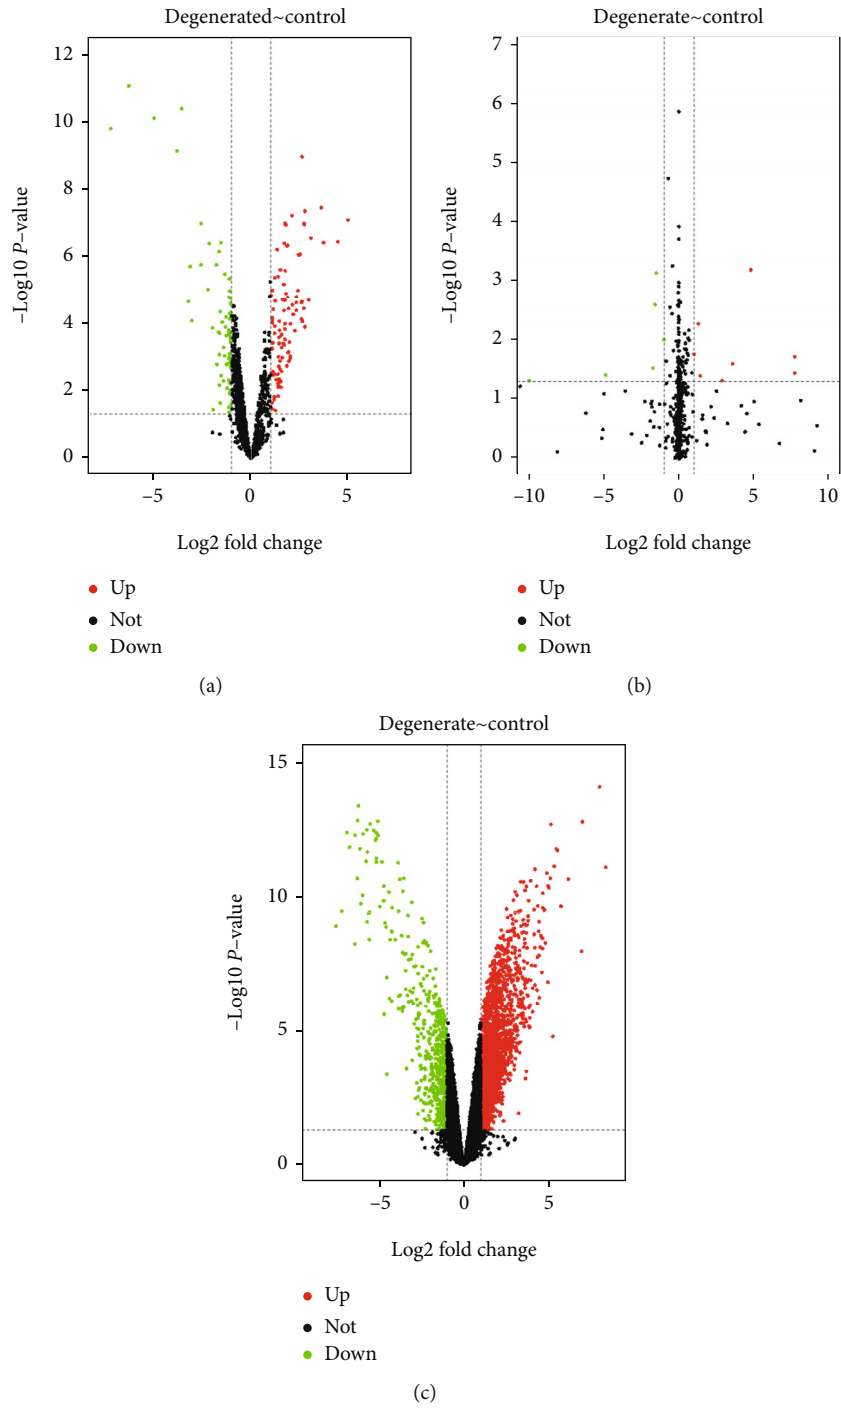 Degenerated~control
12
10
8
6
4
2
0
–Log10 P–value
–5
0
5
Log2 fold change
Up
Not
Down
(a)
Degenerate~control
7
6
5
4
3
2
1
0
–Log10 P–value
–10
–5
0
5
10
Log2 fold change
Up
Not
Down
(b)
Degenerate~control
15
10
5
0
–Log10 P–value
–5
0
5
Log2 fold change
Up
Not
Down
(c)